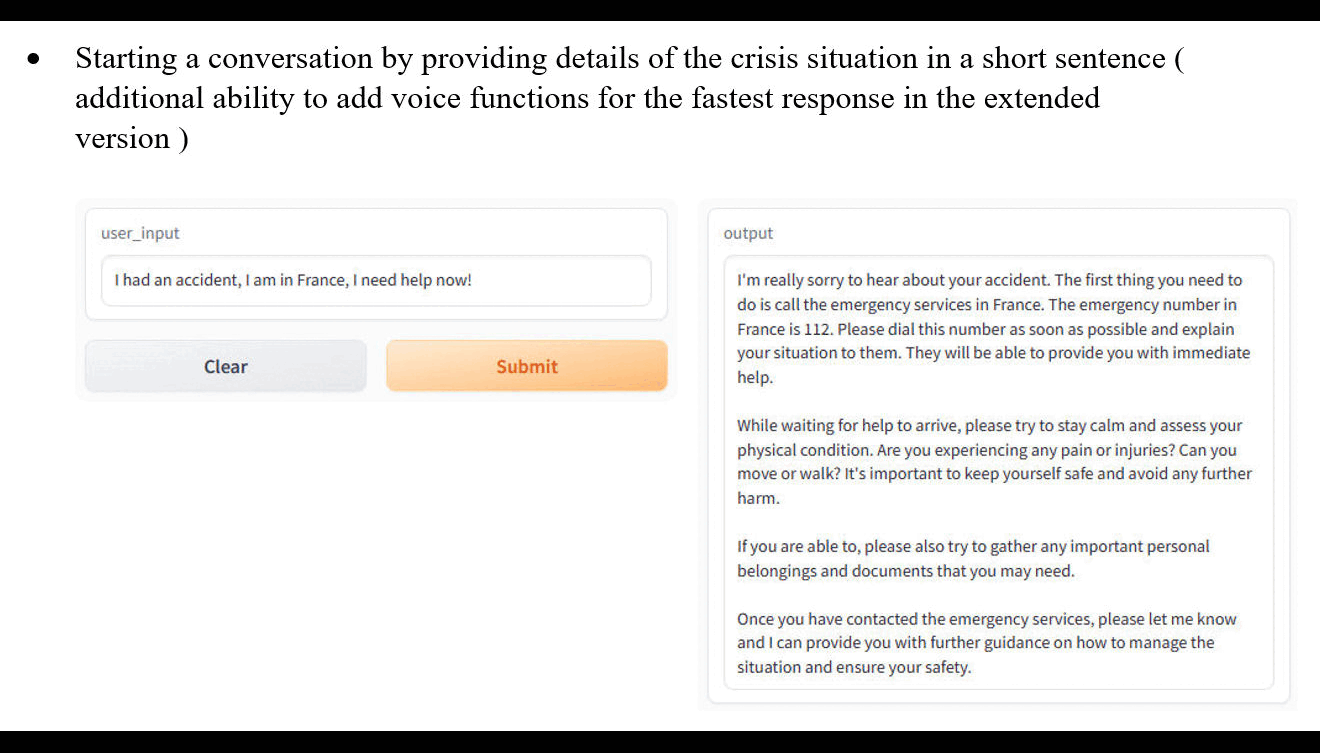 • Starting a conversation by providing details of the crisis situation in a short sentence (
additional ability to add voice functions for the fastest response in the extended
version )
user_input
I had an accident, I am in France, I need help now!
Clear
Submit
output
I'm really sorry to hear about your accident. The first thing you need to
do is call the emergency services in France. The emergency number in
France is 112. Please dial this number as soon as possible and explain
your situation to them. They will be able to provide you with immediate
help.
While waiting for help to arrive, please try to stay calm and assess your
physical condition. Are you experiencing any pain or injuries? Can you
move or walk? It's important to keep yourself safe and avoid any further
harm.
If you are able to, please also try to gather any important personal
belongings and documents that you may need.
Once you have contacted the emergency services, please let me know
and I can provide you with further guidance on how to manage the
situation and ensure your safety.